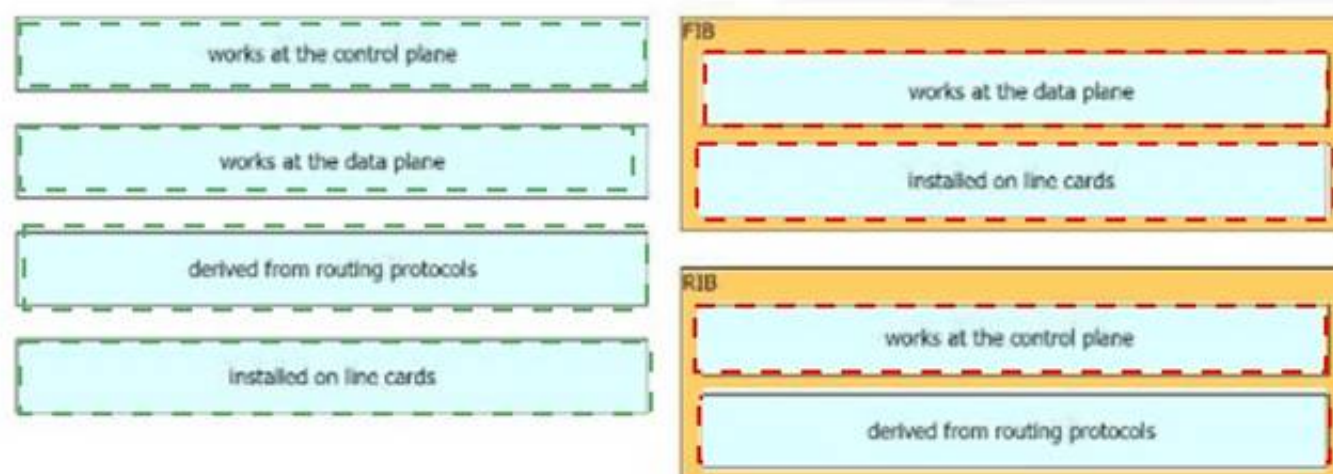 works at the control plane
works at the data plane
derived from routing protocols
installed on line cards
FIB
works at the data plane
installed on line cards
RIB
works at the control plane
derived from routing protocols